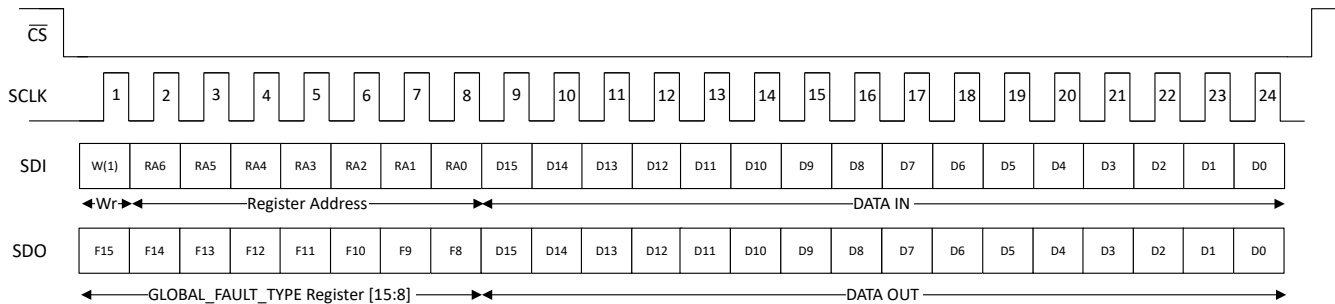 CS
SCLK 1 2 3 4 5 6 7 8 9 10 11 12 13 14 15 16 17 18 19 20 21 22 23 24
SDI W(1) RA6 RA5 RA4 RA3 RA2 RA1 RA0 D15 D14 D13 D12 D11 D10 D9 D8 D7 D6 D5 D4 D3 D2 D1 D0
Wr Register Address DATA IN
SDO F15 F14 F13 F12 F11 F10 F9 F8 D15 D14 D13 D12 D11 D10 D9 D8 D7 D6 D5 D4 D3 D2 D1 D0
GLOBAL_FAULT_TYPE Register [15:8] DATA OUT